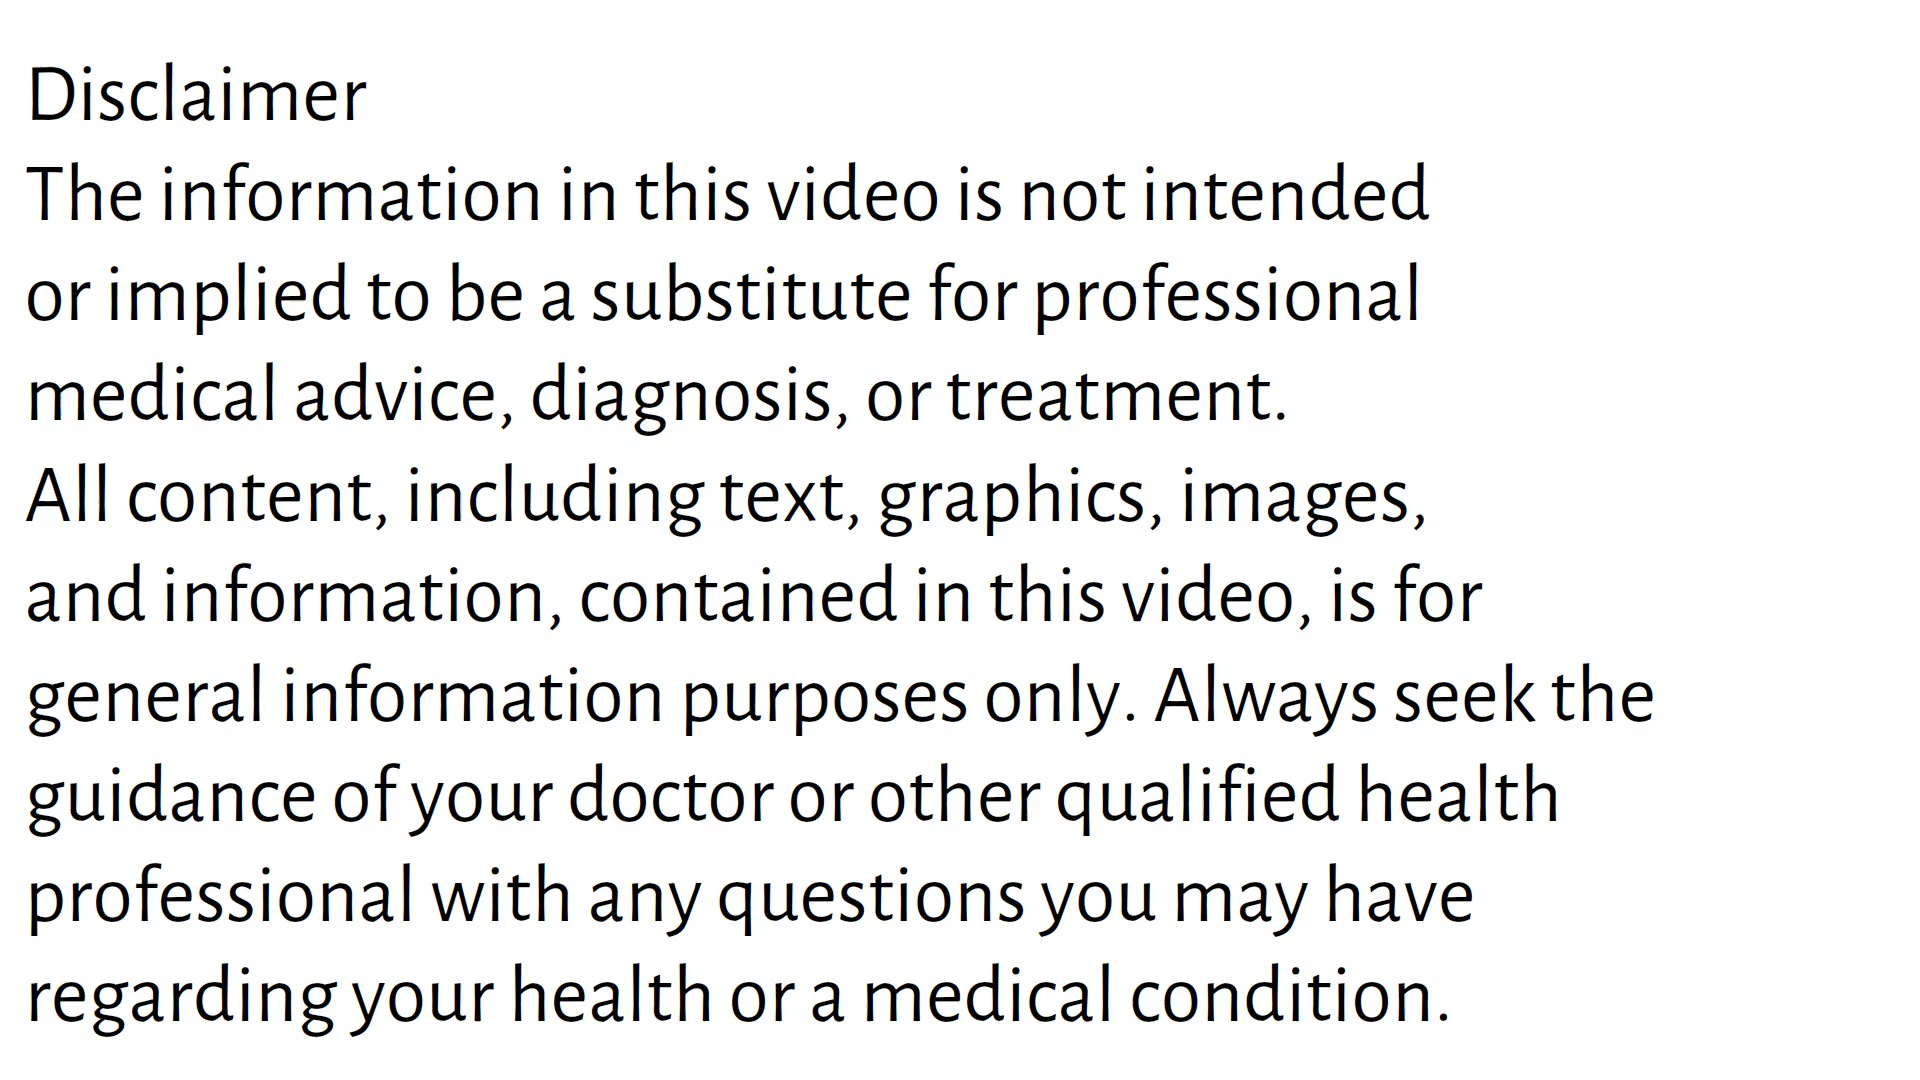 Disclaimer
The information in this video is not intended
or implied to be a substitute for professional
medical advice, diagnosis, or treatment.
All content, including text, graphics, images,
and information, contained in this video, is for
general information purposes only. Always seek the
guidance of your doctor or other qualified health
professional with any questions you may have
regarding your health or a medical condition.